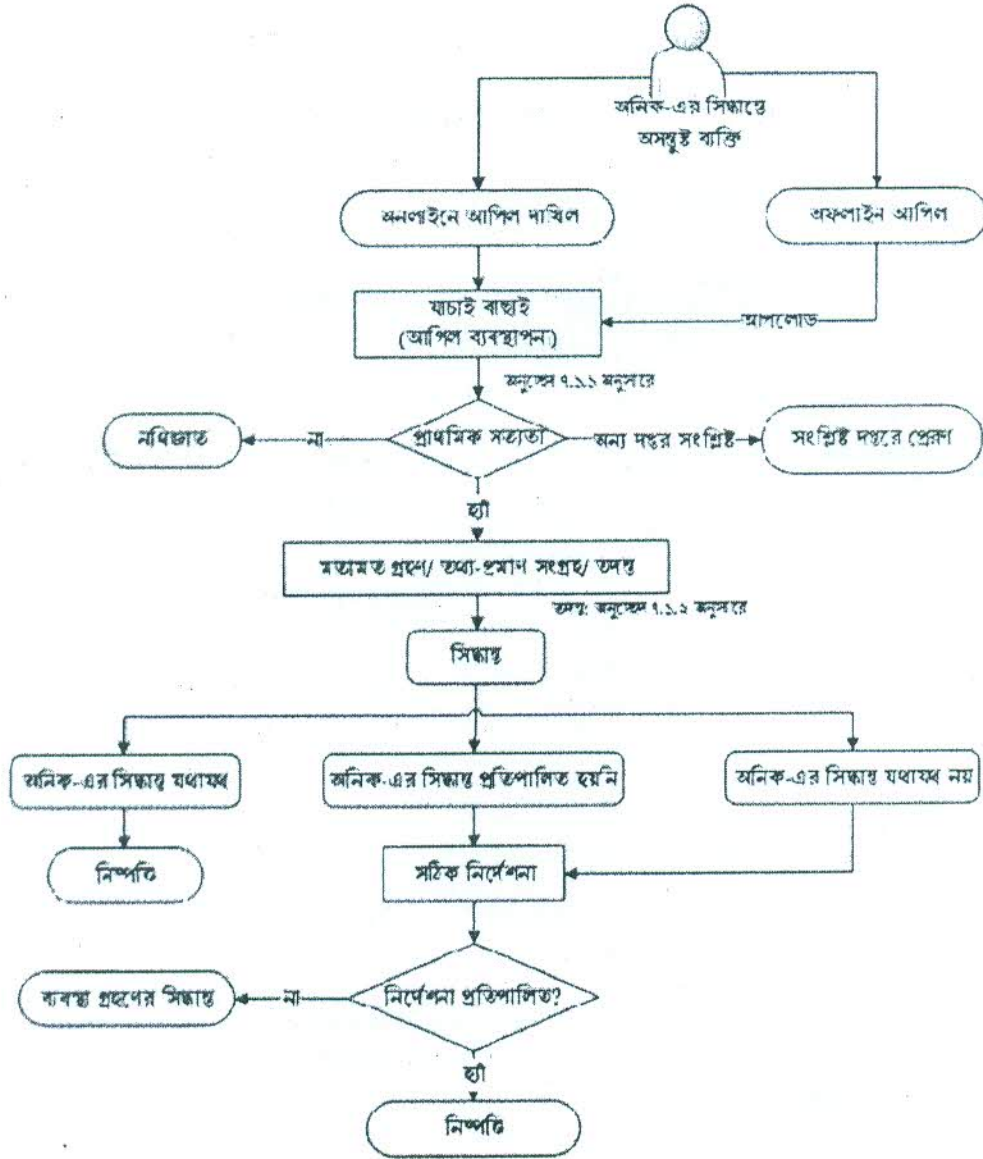 অনিক-এর সিদ্ধান্তে
অসন্তুষ্ট ব্যক্তি
অনলাইনে আপিল দাখিল
অফলাইন আপিল
যাচাই বাছাই
(আপিল ব্যবস্থাপনা)
আপলোড
অনুচ্ছেদ ৭.১.১ অনুসারে
নথিজাত
না
প্রাথমিক সত্যতা
অন্য দপ্তর সংশ্লিষ্ট
সংশ্লিষ্ট দপ্তরে প্রেরণ
হ্যাঁ
মতামত গ্রহণ/ তথ্য-প্রমাণ সংগ্রহ/ তদন্ত
তদন্ত: অনুচ্ছেদ ৭.১.২ অনুসারে
সিদ্ধান্ত
অনিক-এর সিদ্ধান্ত যথাযথ
অনিক-এর সিদ্ধান্ত প্রতিপালিত হয়নি
অনিক-এর সিদ্ধান্ত যথাযথ নয়
নিষ্পত্তি
সঠিক নির্দেশনা
ব্যবস্থা গ্রহণের সিদ্ধান্ত
না
নির্দেশনা প্রতিপালিত?
হ্যাঁ
নিষ্পত্তি